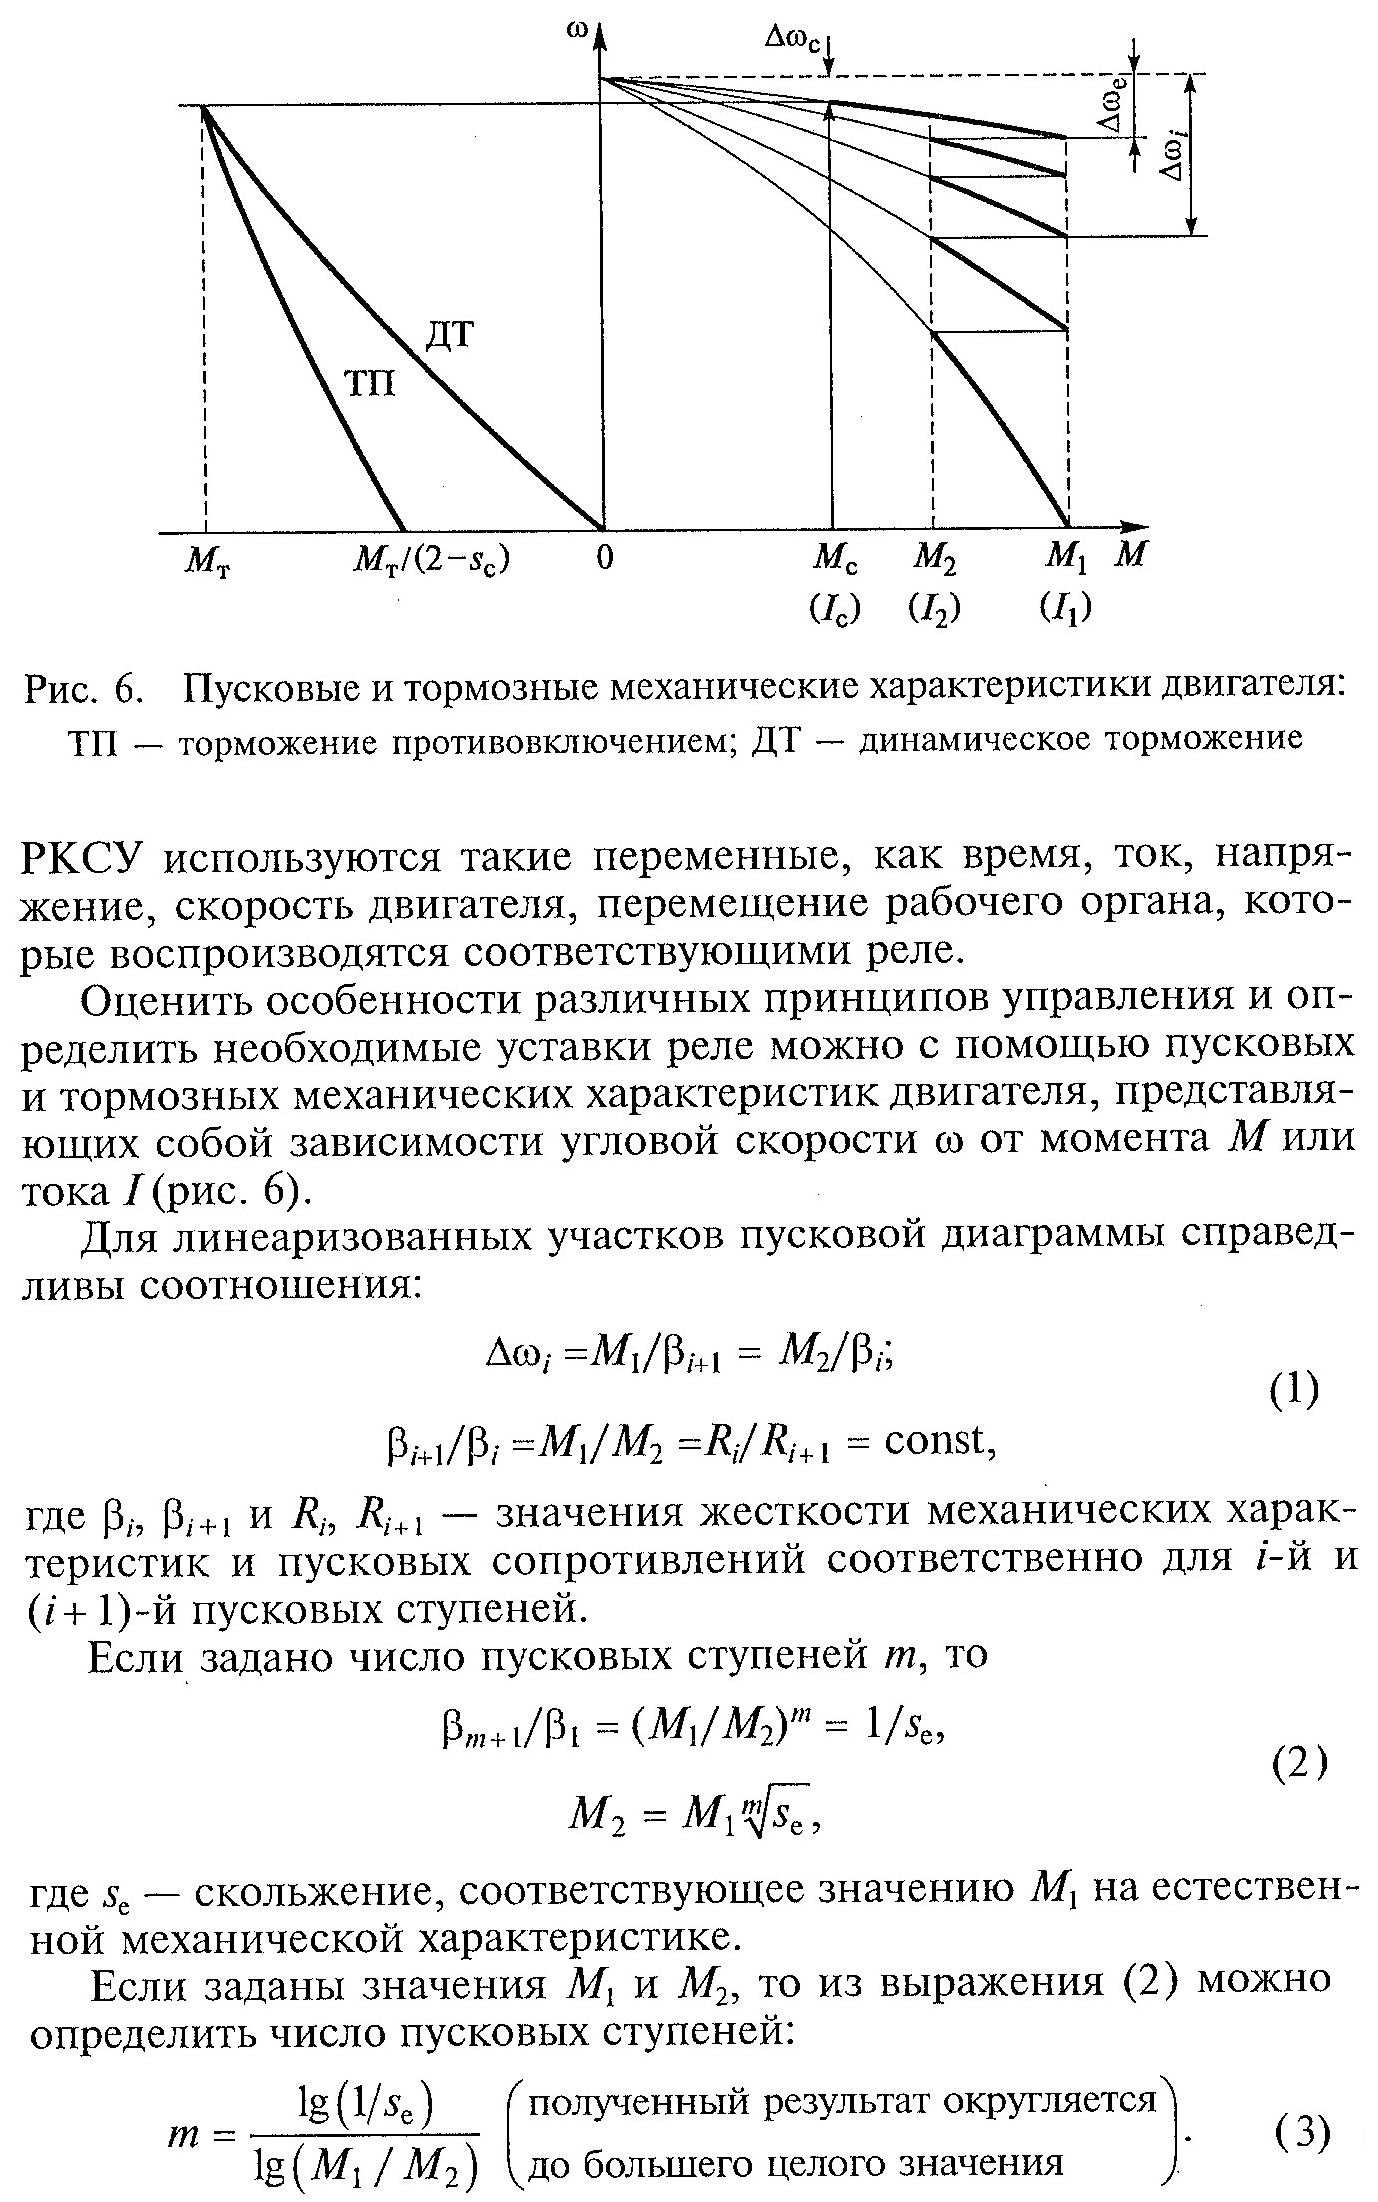 ω
Δω_c
Δω_e
Δω_i
ДТ
ТП
M_т
M_т/(2−s_c)
0
M_c
M_2
M_1
M
(I_c)
(I_2)
(I_1)
Рис. 6. Пусковые и тормозные механические характеристики двигателя:
ТП — торможение противовключением; ДТ — динамическое торможение
РКСУ используются такие переменные, как время, ток, напря-
жение, скорость двигателя, перемещение рабочего органа, кото-
рые воспроизводятся соответствующими реле.
Оценить особенности различных принципов управления и оп-
ределить необходимые уставки реле можно с помощью пусковых
и тормозных механических характеристик двигателя, представля-
ющих собой зависимости угловой скорости ω от момента M или
тока I (рис. 6).
Для линеаризованных участков пусковой диаграммы справед-
ливы соотношения:
Δω_i = M_1/β_{i+1} = M_2/β_i;
(1)
β_{i+1}/β_i = M_1/M_2 = R_i/R_{i+1} = const,
где β_i, β_{i+1} и R_i, R_{i+1} — значения жесткости механических харак-
теристик и пусковых сопротивлений соответственно для i-й и
(i + 1)-й пусковых ступеней.
Если задано число пусковых ступеней m, то
β_{m+1}/β_1 = (M_1/M_2)^m = 1/s_e,
(2)
M_2 = M_1 \sqrt[m]{s_e},
где s_e — скольжение, соответствующее значению M_1 на естествен-
ной механической характеристике.
Если заданы значения M_1 и M_2, то из выражения (2) можно
определить число пусковых ступеней:
m = lg(1/s_e) / lg(M_1 / M_2) (полученный результат округляется
до большего целого значения). (3)